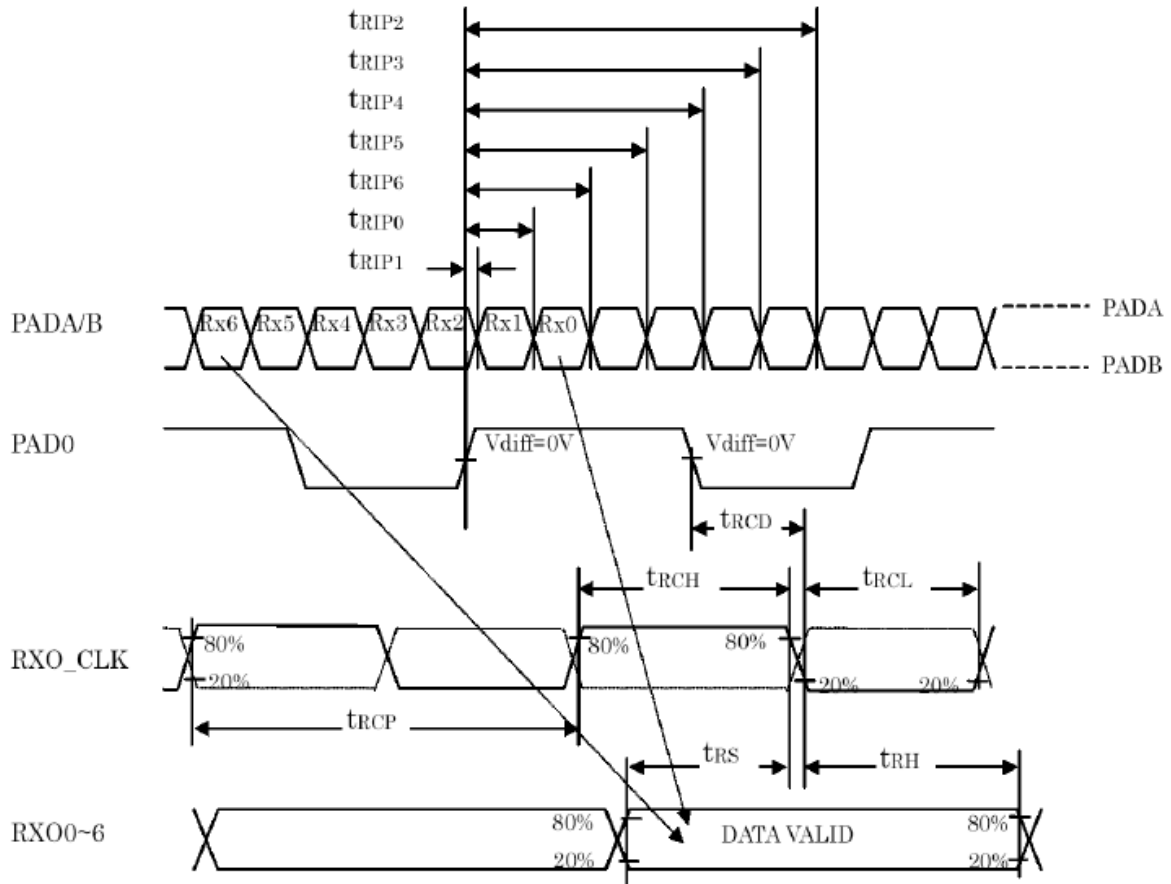 tRIP2
tRIP3
tRIP4
tRIP5
tRIP6
tRIP0
tRIP1
PADA/B
Rx6 Rx5 Rx4 Rx3 Rx2 Rx1 Rx0
PADA
PADB
PAD0
Vdiff=0V Vdiff=0V
tRCD
tRCH tRCL
RXO_CLK
80% 80% 80%
20% 20% 20%
tRCP
tRS tRH
RXO0~6
80% DATA VALID 80%
20% 20%